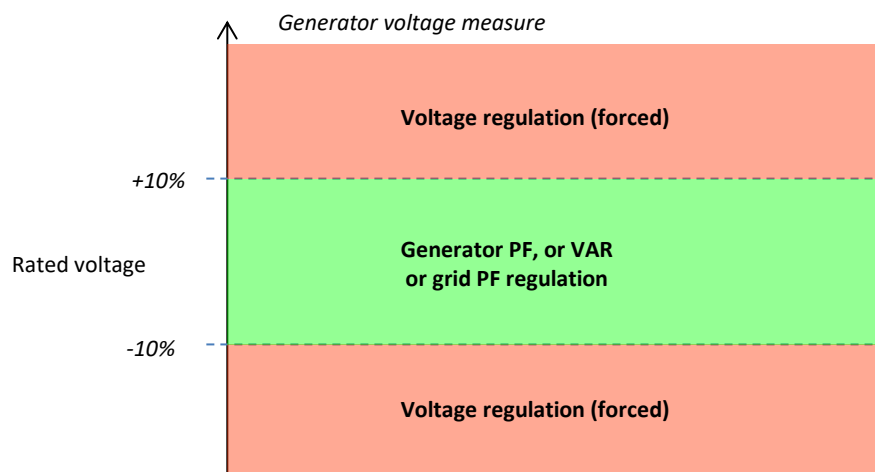 Generator voltage measure
Voltage regulation (forced)
+10%
Generator PF, or VAR
or grid PF regulation
Rated voltage
-10%
Voltage regulation (forced)